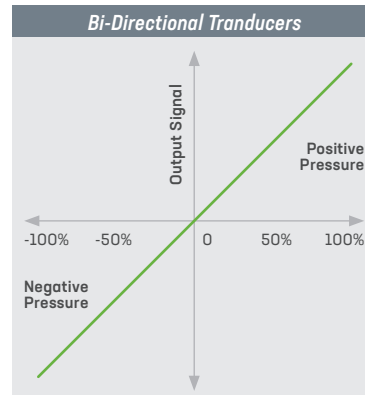 Bi-Directional Tranducers
Output Signal
Positive
Pressure
-100% -50% 0 50% 100%
Negative
Pressure